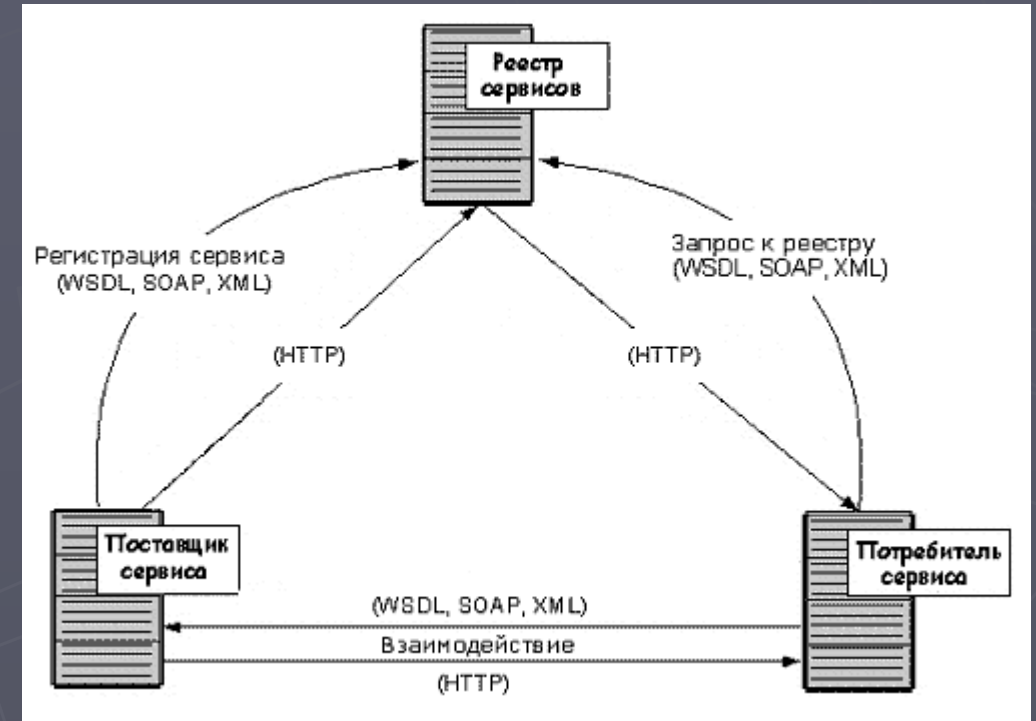 Реестр
сервисов
Регистрация сервиса
(WSDL, SOAP, XML)
Запрос к реестру
(WSDL, SOAP, XML)
(HTTP)
(HTTP)
Поставщик
сервиса
Потребитель
сервиса
(WSDL, SOAP, XML)
Взаимодействие
(HTTP)